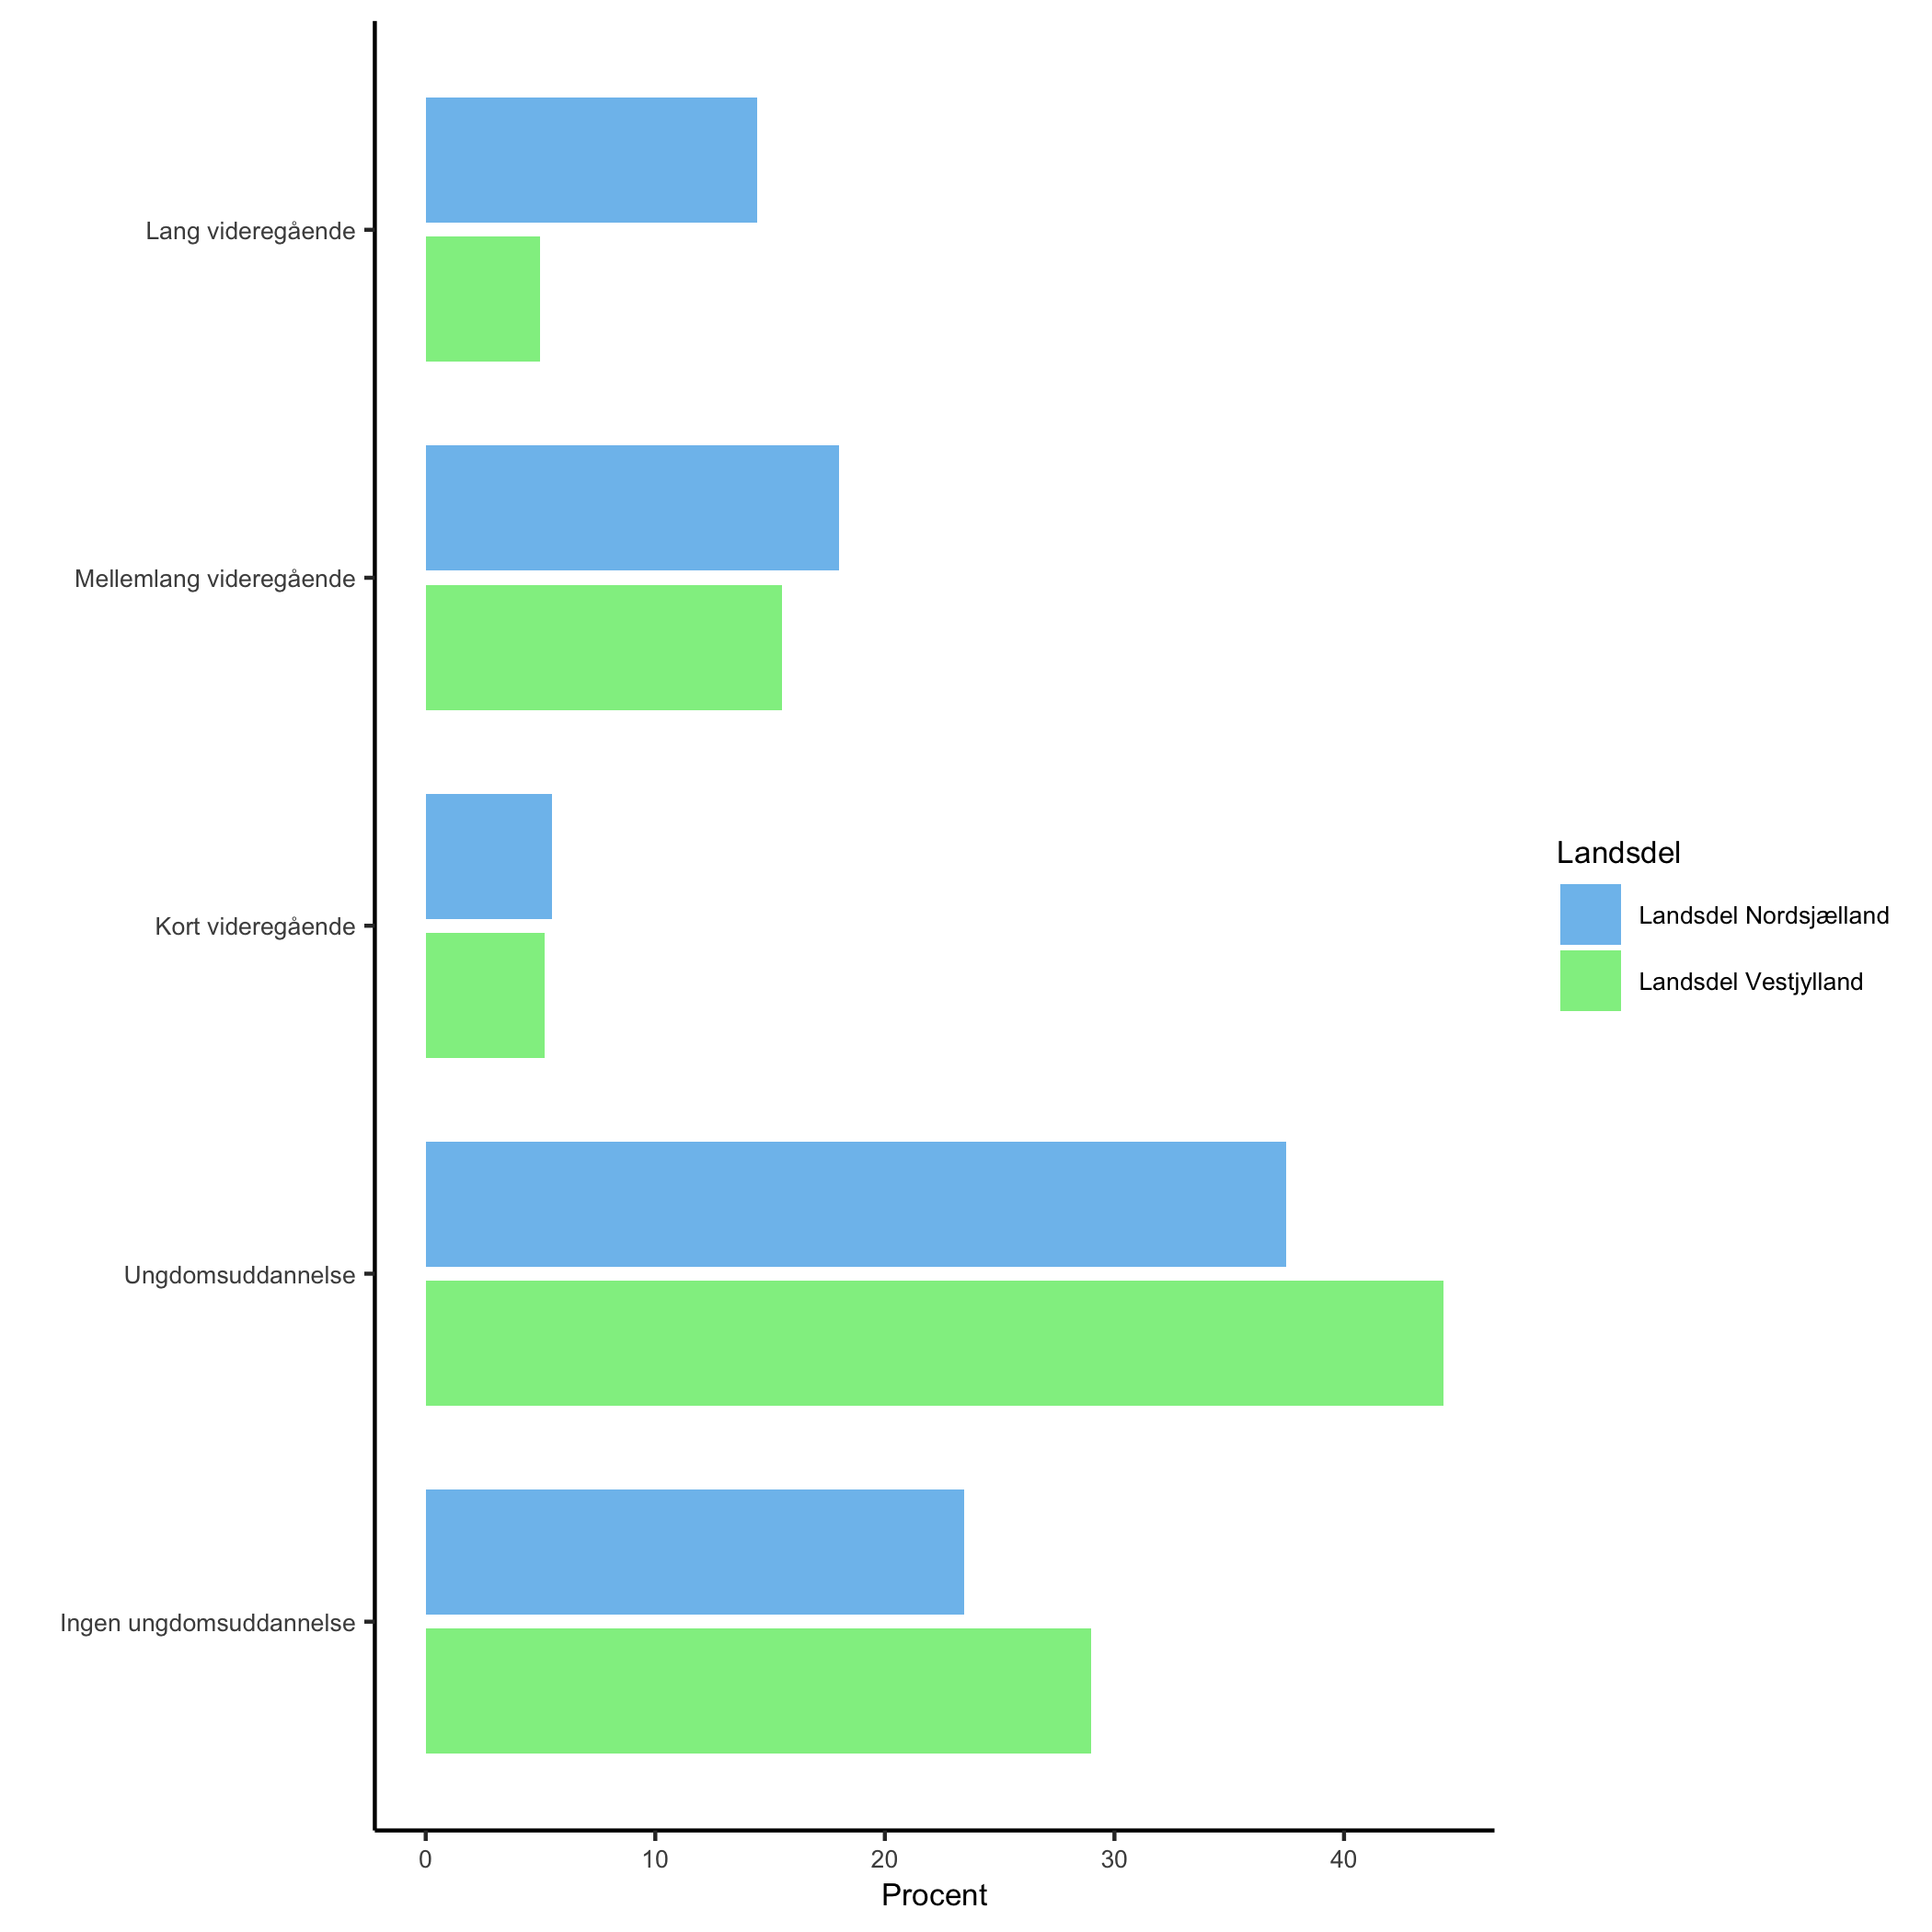 Lang videregående
Mellemlang videregående
Kort videregående
Ungdomsuddannelse
Ingen ungdomsuddannelse
0 10 20 30 40
Procent
Landsdel
Landsdel Nordsjælland
Landsdel Vestjylland